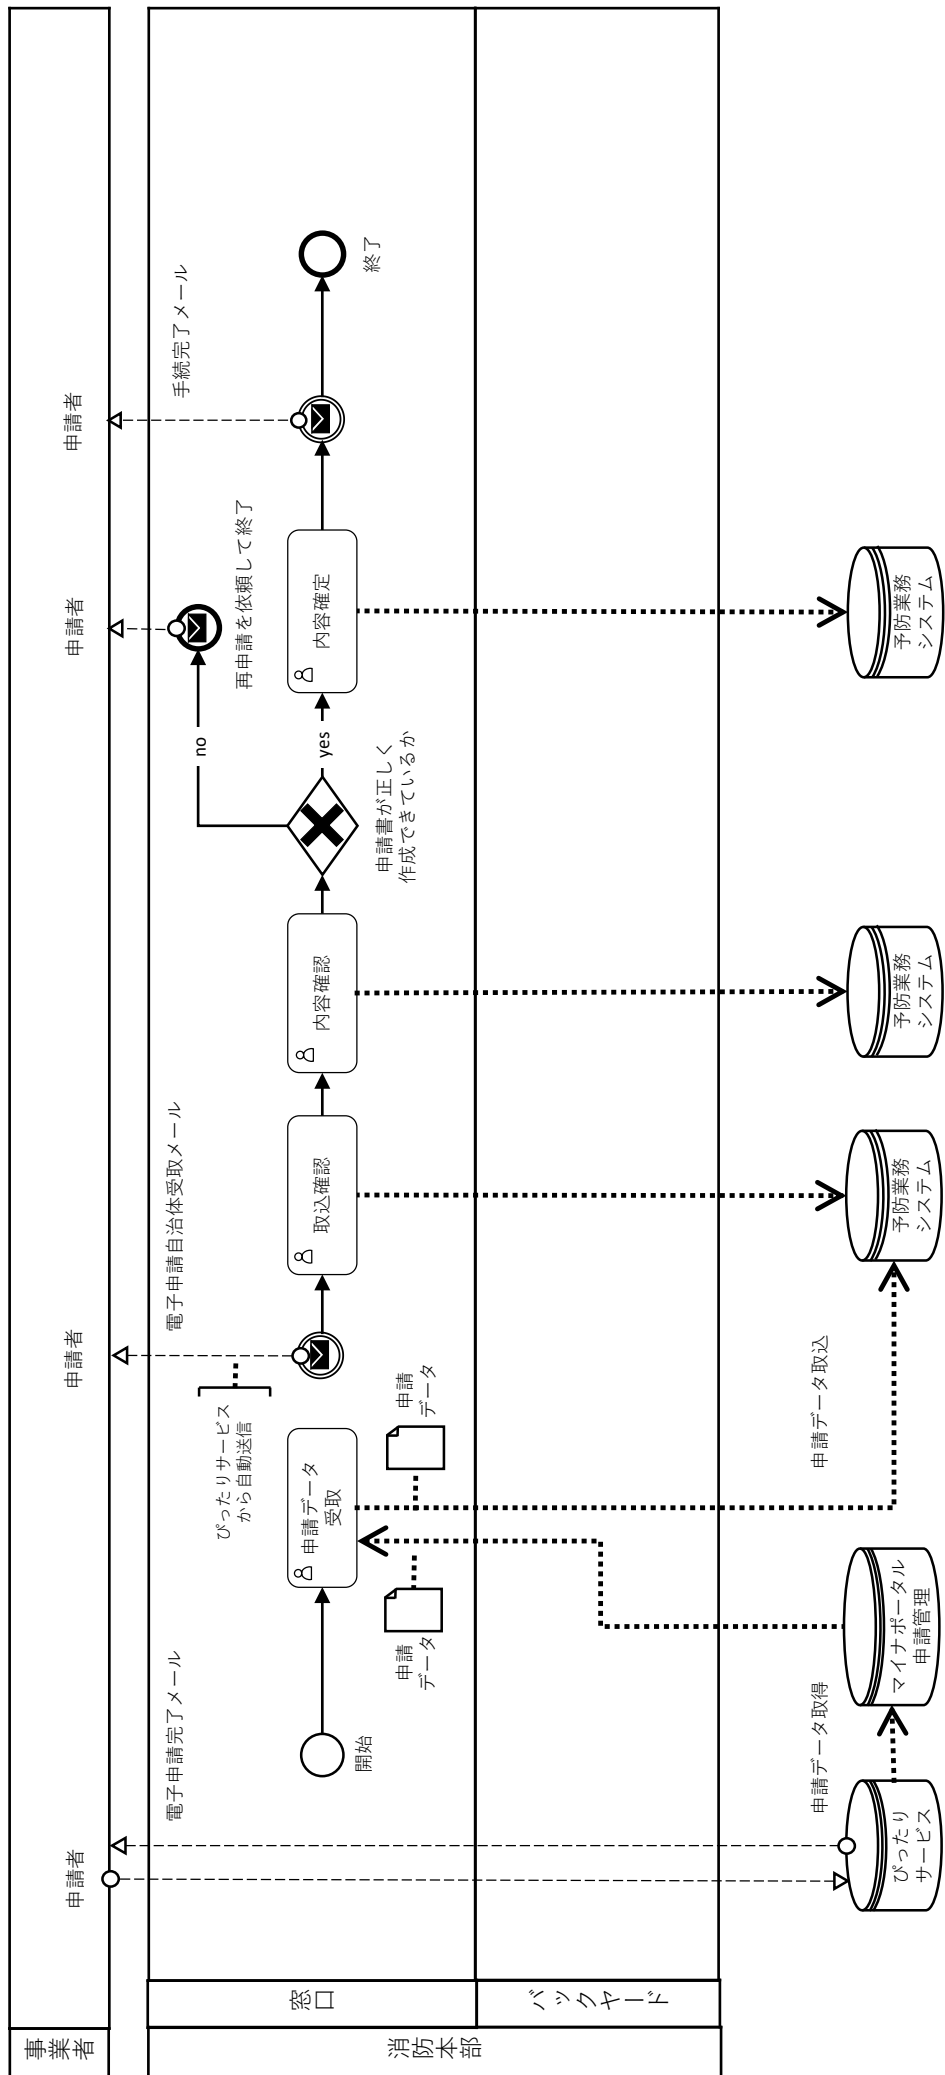 事業者
消防本部
窓口
バックヤード
申請者
電子申請完了メール
開始
申請データ取得
ぴったり
サービス
マイナポータル
申請管理
申請
データ
申請データ
受取
申請
データ
ぴったりサービス
から自動送信
申請者
電子申請自治体受取メール
申請データ取込
取込確認
予防業務
システム
内容確認
予防業務
システム
申請書が正しく
作成できているか
no
yes
申請者
再申請を依頼して終了
内容確定
予防業務
システム
申請者
手続完了メール
終了